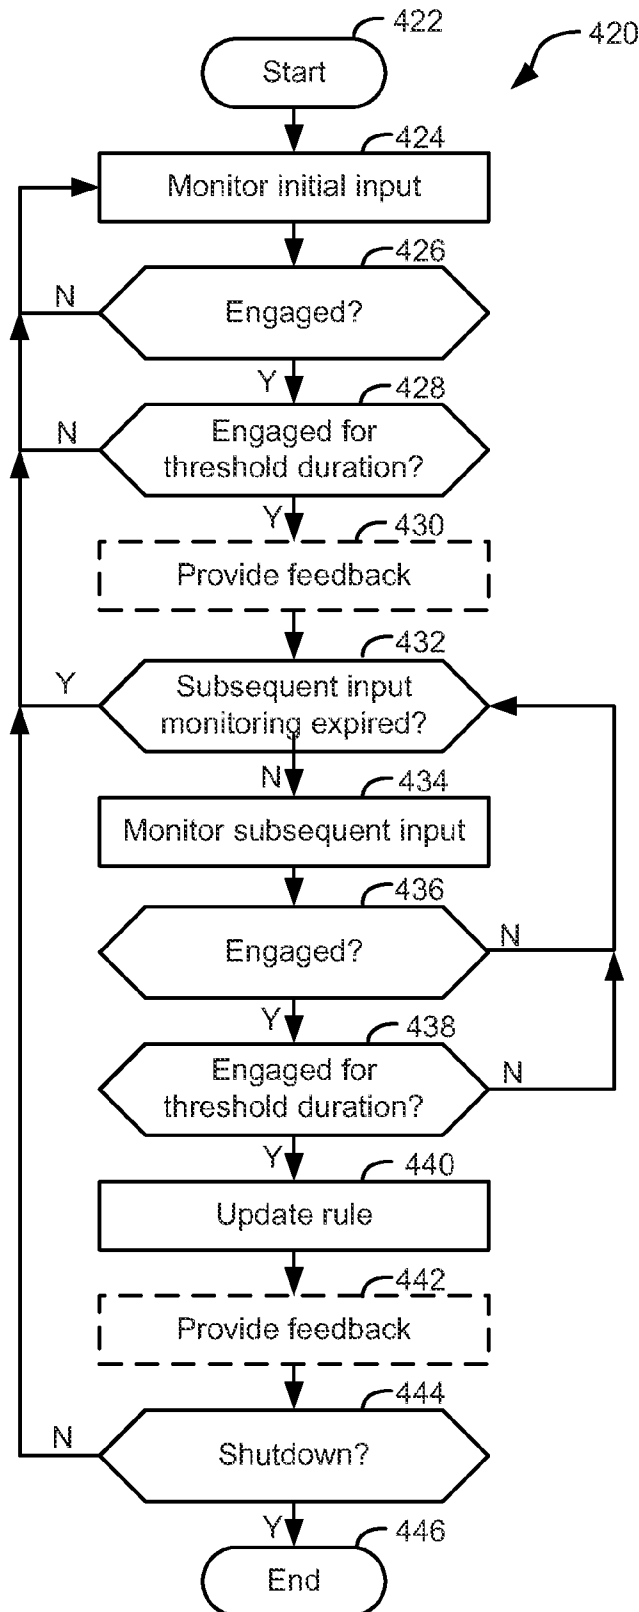 422
420
Start
424
Monitor initial input
426
N
Engaged?
Y
428
N
Engaged for
threshold duration?
Y
430
Provide feedback
432
Y
Subsequent input
monitoring expired?
N
434
Monitor subsequent input
436
Engaged?
N
Y
438
Engaged for
threshold duration?
N
Y
440
Update rule
442
Provide feedback
444
N
Shutdown?
Y
446
End